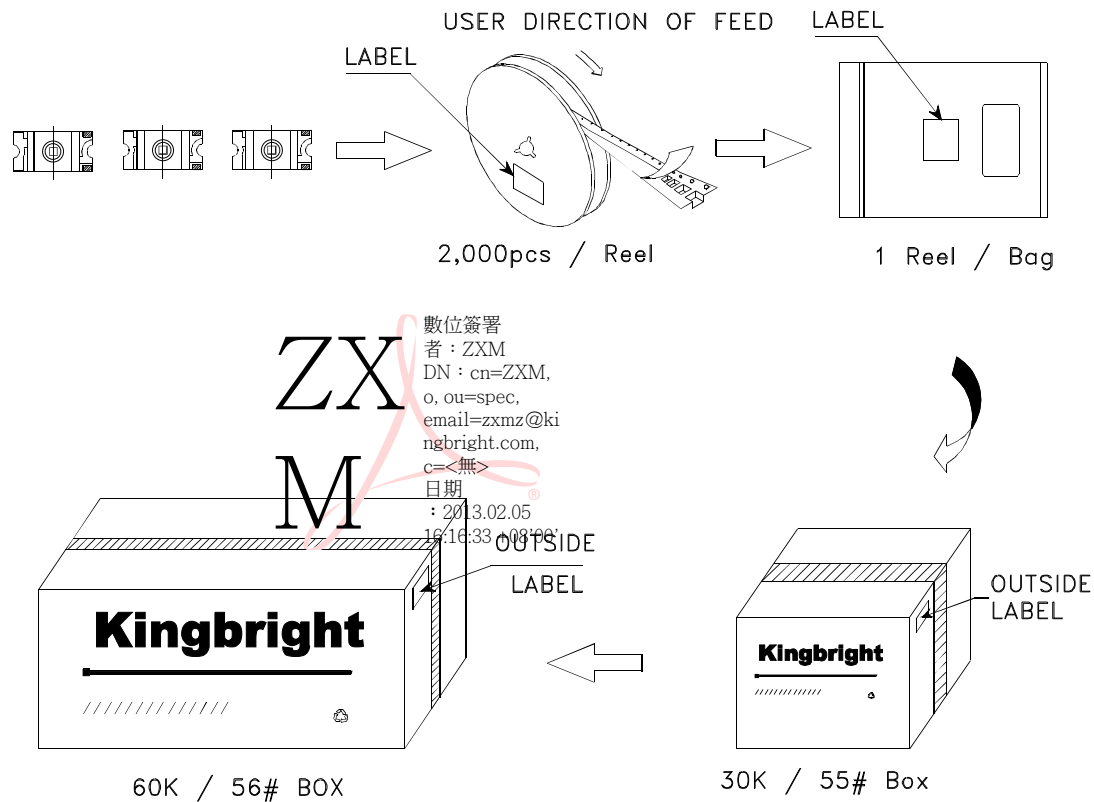 USER DIRECTION OF FEED
LABEL
LABEL
2,000pcs / Reel
1 Reel / Bag
ZX
M
數位簽署
者：ZXM
DN：cn=ZXM,
o, ou=spec,
email=zxmz@ki
ngbright.com,
c=<無>
日期
：2013.02.05
16:16:33 +08'00'
®
OUTSIDE
LABEL
Kingbright
60K / 56# BOX
OUTSIDE
LABEL
Kingbright
30K / 55# Box